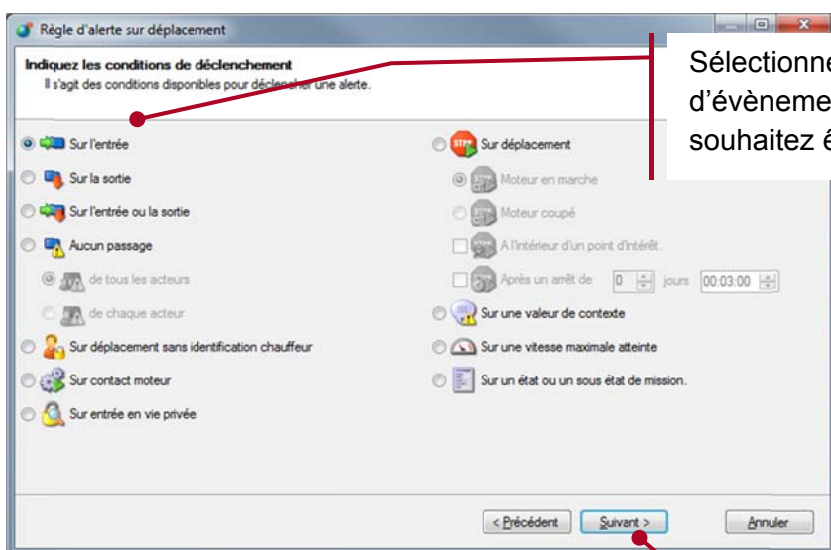 Règle d'alerte sur déplacement
Indiquez les conditions de déclenchement
Il s'agit des conditions disponibles pour déclencher une alerte.
Sur l'entrée
Sur la sortie
Sur l'entrée ou la sortie
Aucun passage
de tous les acteurs
de chaque acteur
Sur déplacement sans identification chauffeur
Sur contact moteur
Sur entrée en vie privée
STOP
Sur déplacement
Moteur en marche
Moteur coupé
A l'intérieur d'un point d'intérêt.
Après un arrêt de 0 jours 00:03:00
Sur une valeur de contexte
Sur une vitesse maximale atteinte
Sur un état ou un sous état de mission.
< Précédent
Suivant >
Annuler
souhaitez